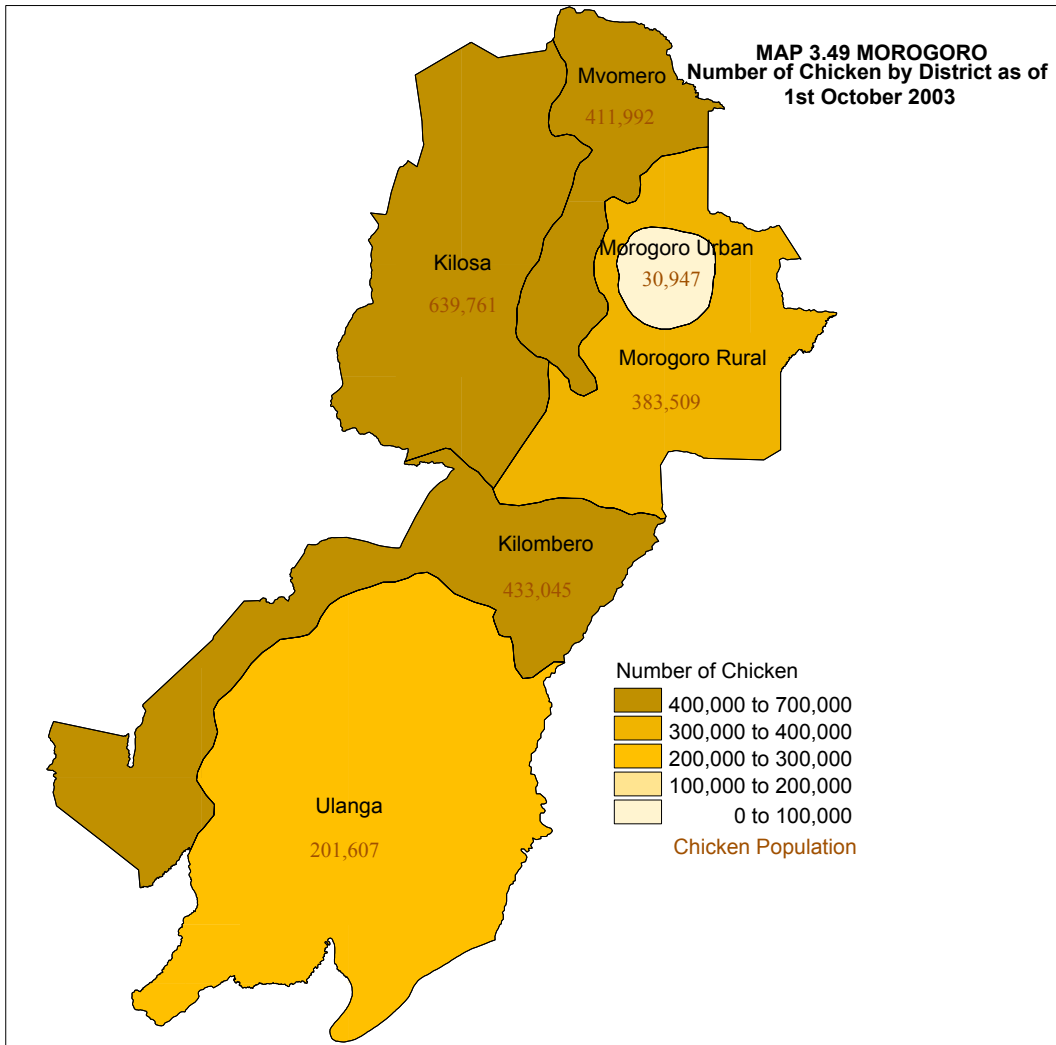 MAP 3.49 MOROGORO
Number of Chicken by District as of
1st October 2003
Mvomero
411,992
Morogoro Urban
30,947
Kilosa
639,761
Morogoro Rural
383,509
Kilombero
433,045
Ulanga
201,607
Number of Chicken
400,000 to 700,000
300,000 to 400,000
200,000 to 300,000
100,000 to 200,000
0 to 100,000
Chicken Population